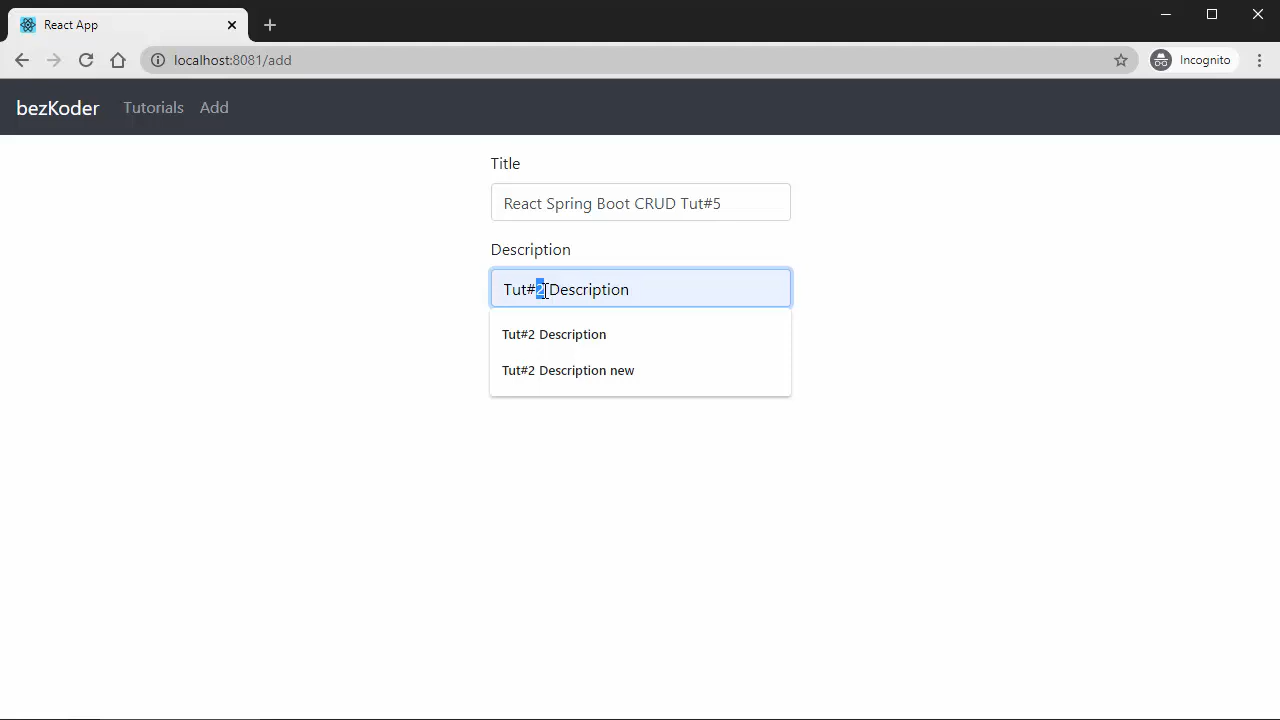 React App
localhost:8081/add
Incognito
bezKoder Tutorials Add
Title
React Spring Boot CRUD Tut#5
Description
Tut#2 Description
Tut#2 Description
Tut#2 Description new